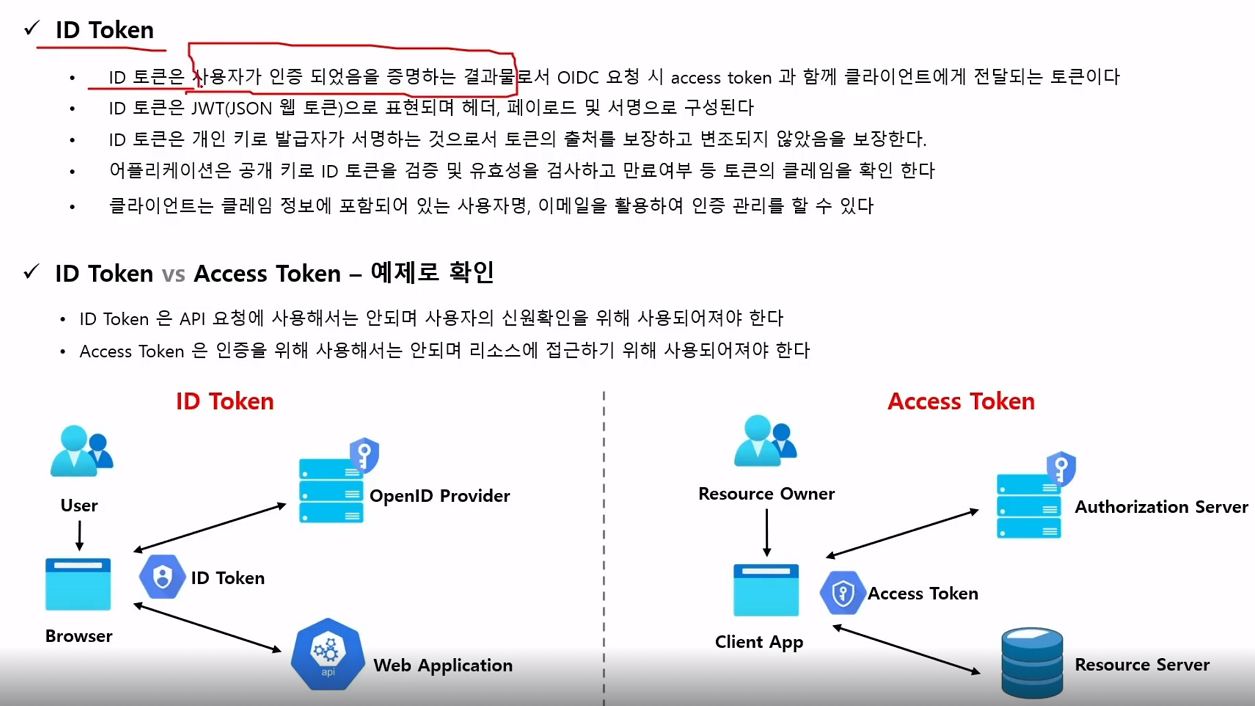 ✓ ID Token
• ID 토큰은 사용자가 인증 되었음을 증명하는 결과물로서 OIDC 요청 시 access token 과 함께 클라이언트에게 전달되는 토큰이다
• ID 토큰은 JWT(JSON 웹 토큰)으로 표현되며 헤더, 페이로드 및 서명으로 구성된다
• ID 토큰은 개인 키로 발급자가 서명하는 것으로서 토큰의 출처를 보장하고 변조되지 않았음을 보장한다.
• 어플리케이션은 공개 키로 ID 토큰을 검증 및 유효성을 검사하고 만료여부 등 토큰의 클레임을 확인 한다
• 클라이언트는 클레임 정보에 포함되어 있는 사용자명, 이메일을 활용하여 인증 관리를 할 수 있다
✓ ID Token vs Access Token – 예제로 확인
• ID Token 은 API 요청에 사용해서는 안되며 사용자의 신원확인을 위해 사용되어져야 한다
• Access Token 은 인증을 위해 사용해서는 안되며 리소스에 접근하기 위해 사용되어져야 한다
ID Token
User
OpenID Provider
ID Token
Browser
api
Web Application
Access Token
Resource Owner
Authorization Server
Access Token
Client App
Resource Server